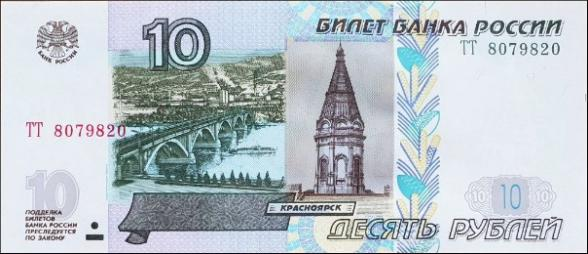 БИЛЕТ БАНКА РОССИИ
10
ТТ 8079820
БАНК РОССИИ
ТТ 8079820
10
10
10
10
КРАСНОЯРСК
ДЕСЯТЬ РУБЛЕЙ
ПОДДЕЛКА
БИЛЕТОВ
БАНКА РОССИИ
ПРЕСЛЕДУЕТСЯ
ПО ЗАКОНУ